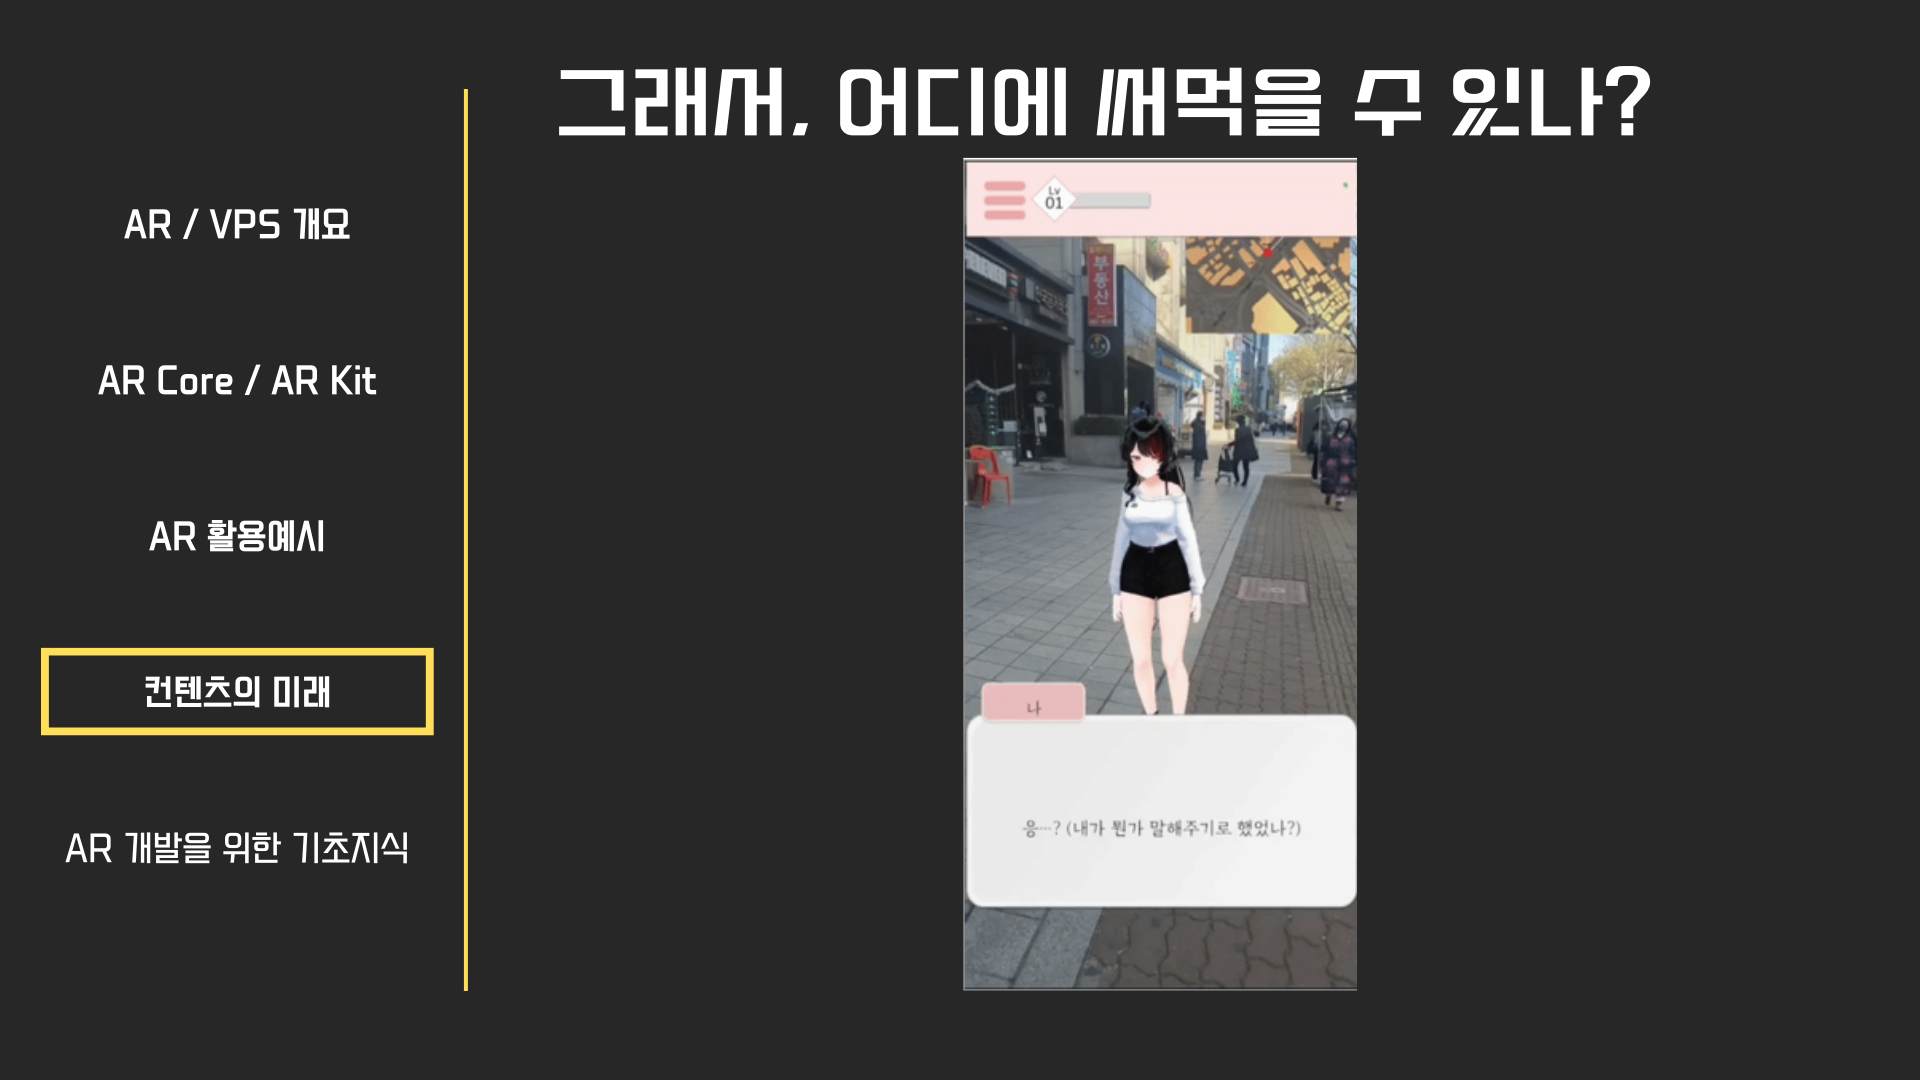 그래서, 어디에 써먹을 수 있나?
AR / VPS 개요
AR Core / AR Kit
AR 활용예시
컨텐츠의 미래
AR 개발을 위한 기초지식
Lv
01
부동산
나
응…? (내가 뭔가 말해주기로 했었나?)